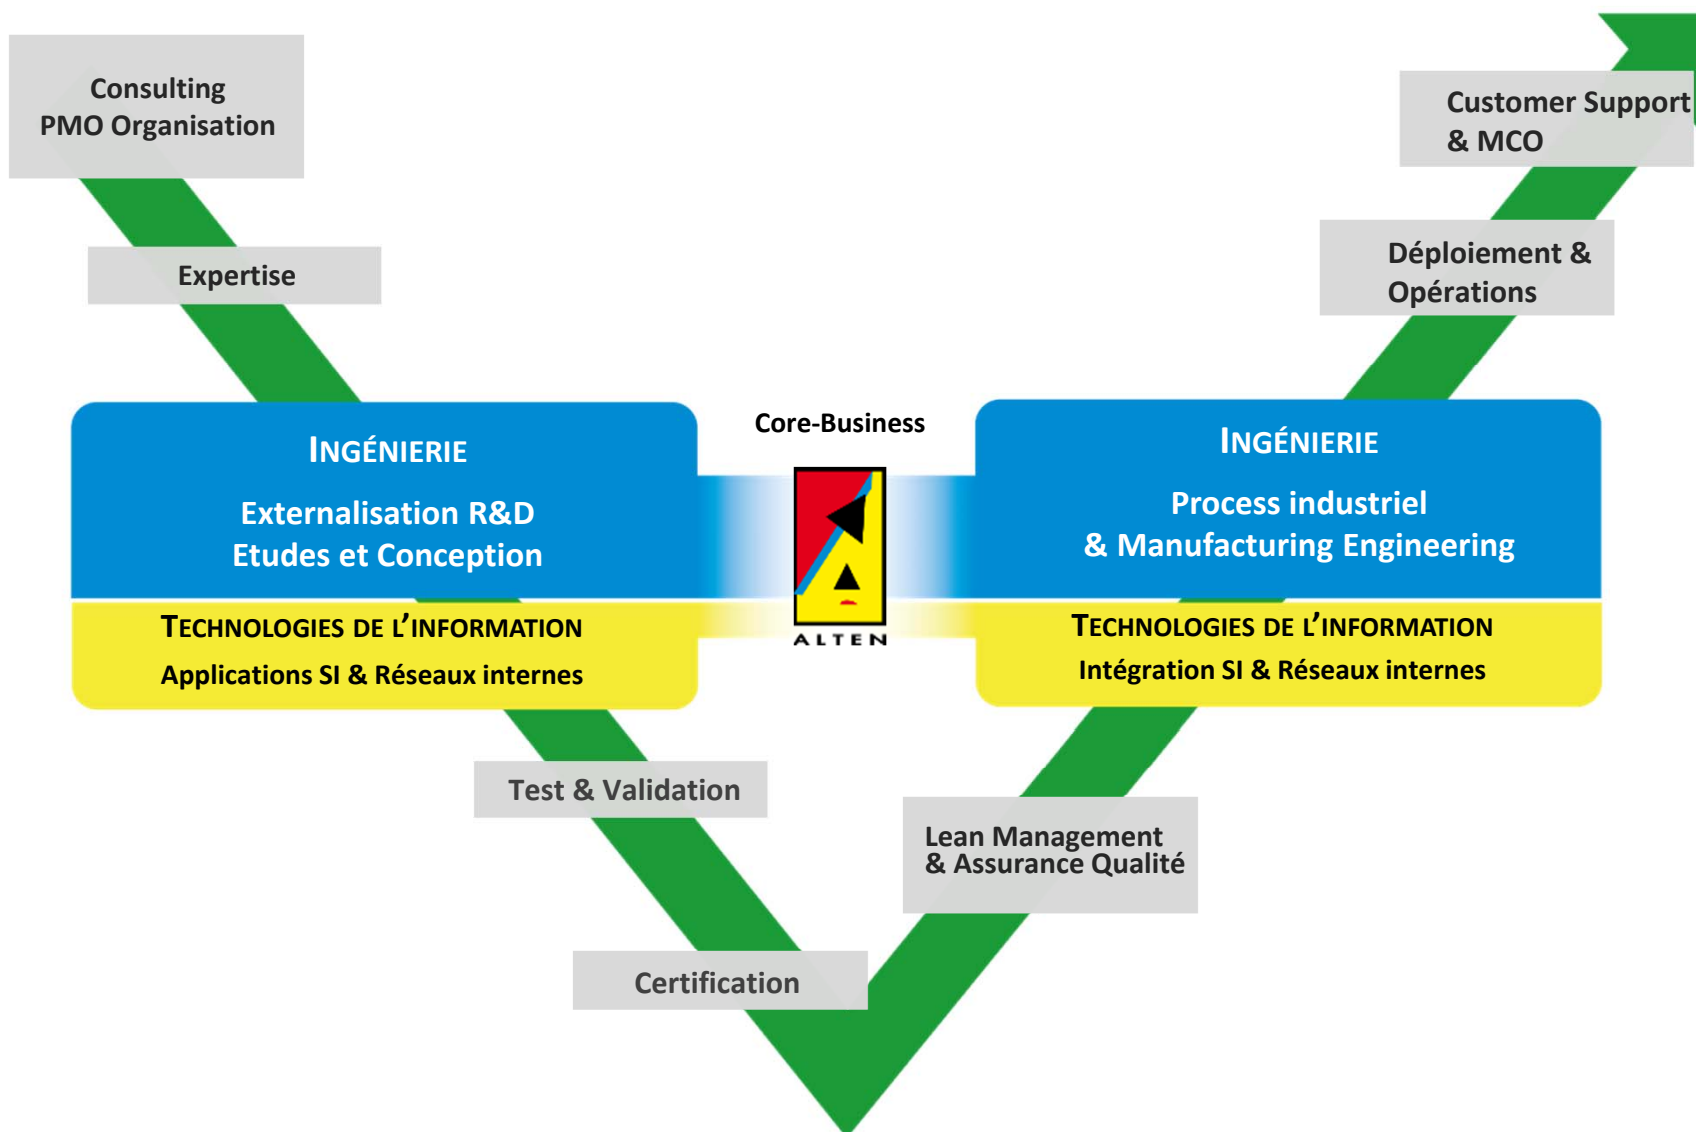 Consulting
PMO Organisation
Customer Support
& MCO
Expertise
Déploiement &
Opérations
INGÉNIERIE
Externalisation R&D
Etudes et Conception
TECHNOLOGIES DE L’INFORMATION
Applications SI & Réseaux internes
Core-Business
ALTEN
INGÉNIERIE
Process industriel
& Manufacturing Engineering
TECHNOLOGIES DE L’INFORMATION
Intégration SI & Réseaux internes
Test & Validation
Lean Management
& Assurance Qualité
Certification